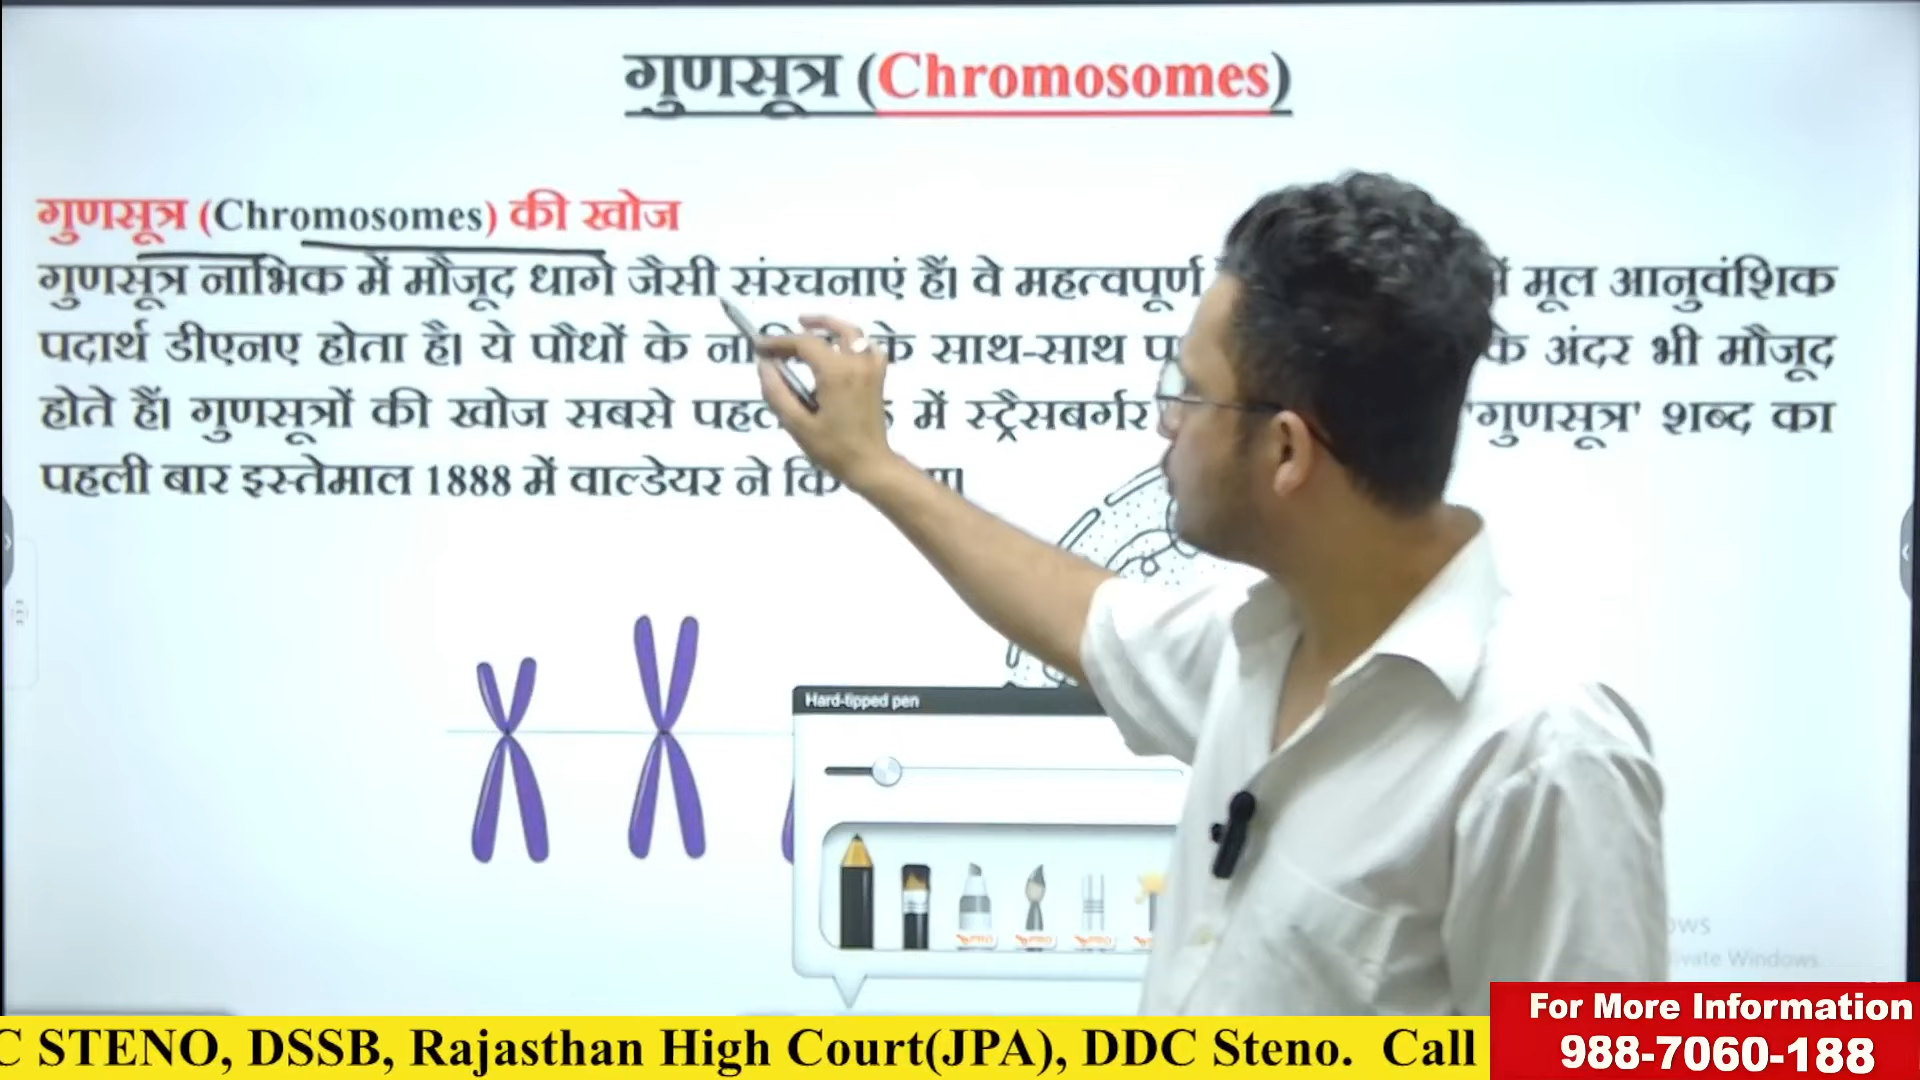 गुणसूत्र (Chromosomes)
गुणसूत्र (Chromosomes) की खोज
गुणसूत्र नाभिक में मौजूद धागे जैसी संरचनाएं हैं। वे महत्वपूर्ण मूल आनुवंशिक
पदार्थ डीएनए होता है। ये पौधों के के साथ-साथ के अंदर भी मौजूद
होते हैं। गुणसूत्रों की खोज सबसे में स्ट्रैसबर्गर 'गुणसूत्र' शब्द का
पहली बार इस्तेमाल 1888 में वाल्डेयर ने
Hard-tipped pen
Windows.
C STENO, DSSB, Rajasthan High Court(JPA), DDC Steno. Call
For More Information
988-7060-188